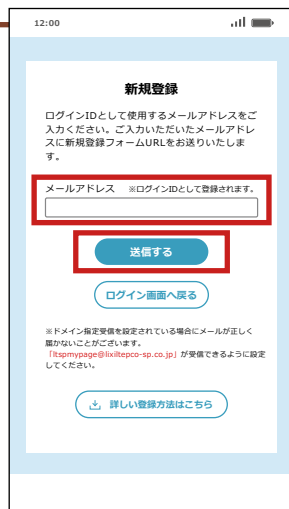 12:00
新規登録
ログインIDとして使用するメールアドレスをご
入力ください。ご入力いただいたメールアドレ
スに新規登録フォームURLをお送りいたしま
す。
メールアドレス ※ログインIDとして登録されます。
送信する
ログイン画面へ戻る
※ドメイン指定受信を設定されている場合にメールが正しく
届かないことがございます。
「ltspmypage@lixiltepco-sp.co.jp」が受信できるように設定
してください。
詳しい登録方法はこちら